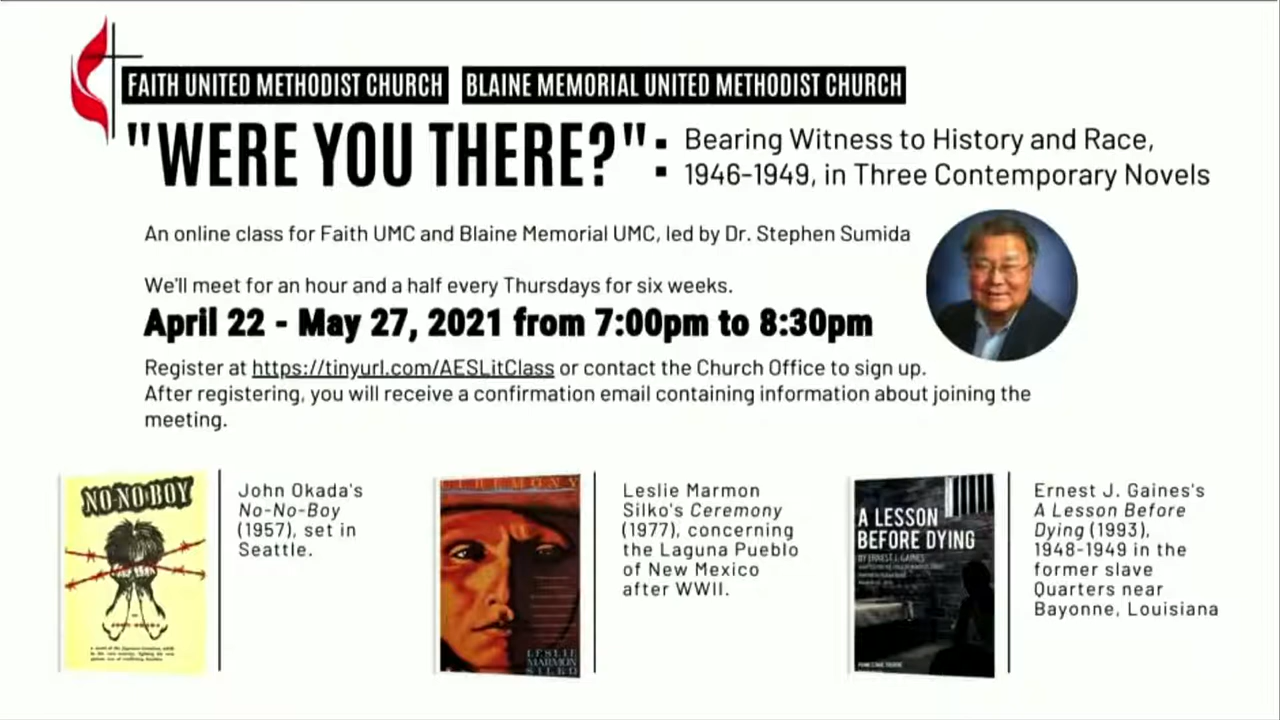 FAITH UNITED METHODIST CHURCH BLAINE MEMORIAL UNITED METHODIST CHURCH
"WERE YOU THERE?":
Bearing Witness to History and Race,
1946-1949, in Three Contemporary Novels
An online class for Faith UMC and Blaine Memorial UMC, led by Dr. Stephen Sumida
We'll meet for an hour and a half every Thursdays for six weeks.
April 22 - May 27, 2021 from 7:00pm to 8:30pm
Register at https://tinyurl.com/AESLitClass or contact the Church Office to sign up.
After registering, you will receive a confirmation email containing information about joining the
meeting.
NO-NO BOY
JOHN OKADA
John Okada's
No-No-Boy
(1957), set in
Seattle.
CEREMONY
LESLIE
MARMON
SILKO
Leslie Marmon
Silko's Ceremony
(1977), concerning
the Laguna Pueblo
of New Mexico
after WWII.
A LESSON
BEFORE DYING
BY ERNEST J. GAINES
Ernest J. Gaines's
A Lesson Before
Dying (1993),
1948-1949 in the
former slave
Quarters near
Bayonne, Louisiana